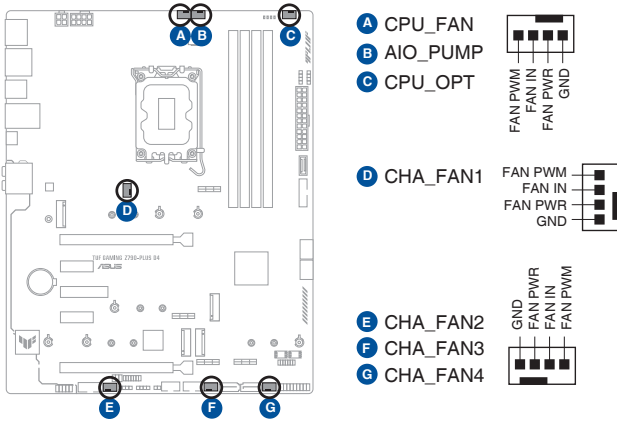 A B C
A CPU_FAN
B AIO_PUMP
C CPU_OPT
FAN PWM
FAN IN
FAN PWR
GND
D
D CHA_FAN1
FAN PWM
FAN IN
FAN PWR
GND
TUF GAMING Z790-PLUS D4
ASUS
E CHA_FAN2
F CHA_FAN3
G CHA_FAN4
GND
FAN PWR
FAN IN
FAN PWM
E F G